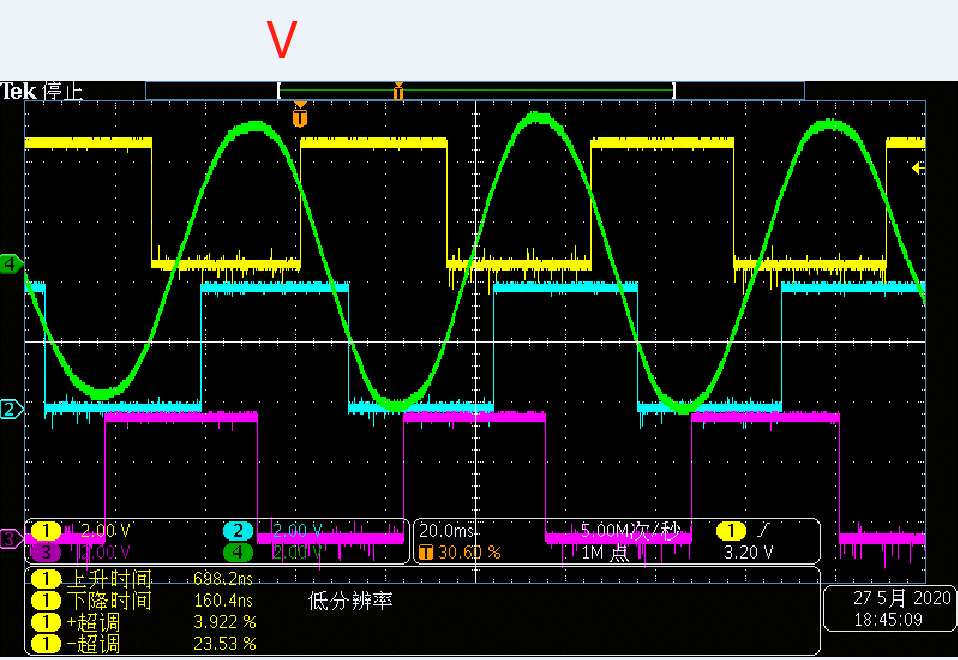 V
Tek 停止
T
T
4
2
3
1 2.00 V 2 2.00 V
3 2.00 V 4 2.00 V
20.0ms 5.00M次/秒 1 /
T 30.60 % 1M 点 3.20 V
1 上升时间 698.2ns
1 下降时间 160.4ns 低分辨率
1 +超调 3.922 %
1 -超调 23.53 %
27 5月 2020
18:45:09